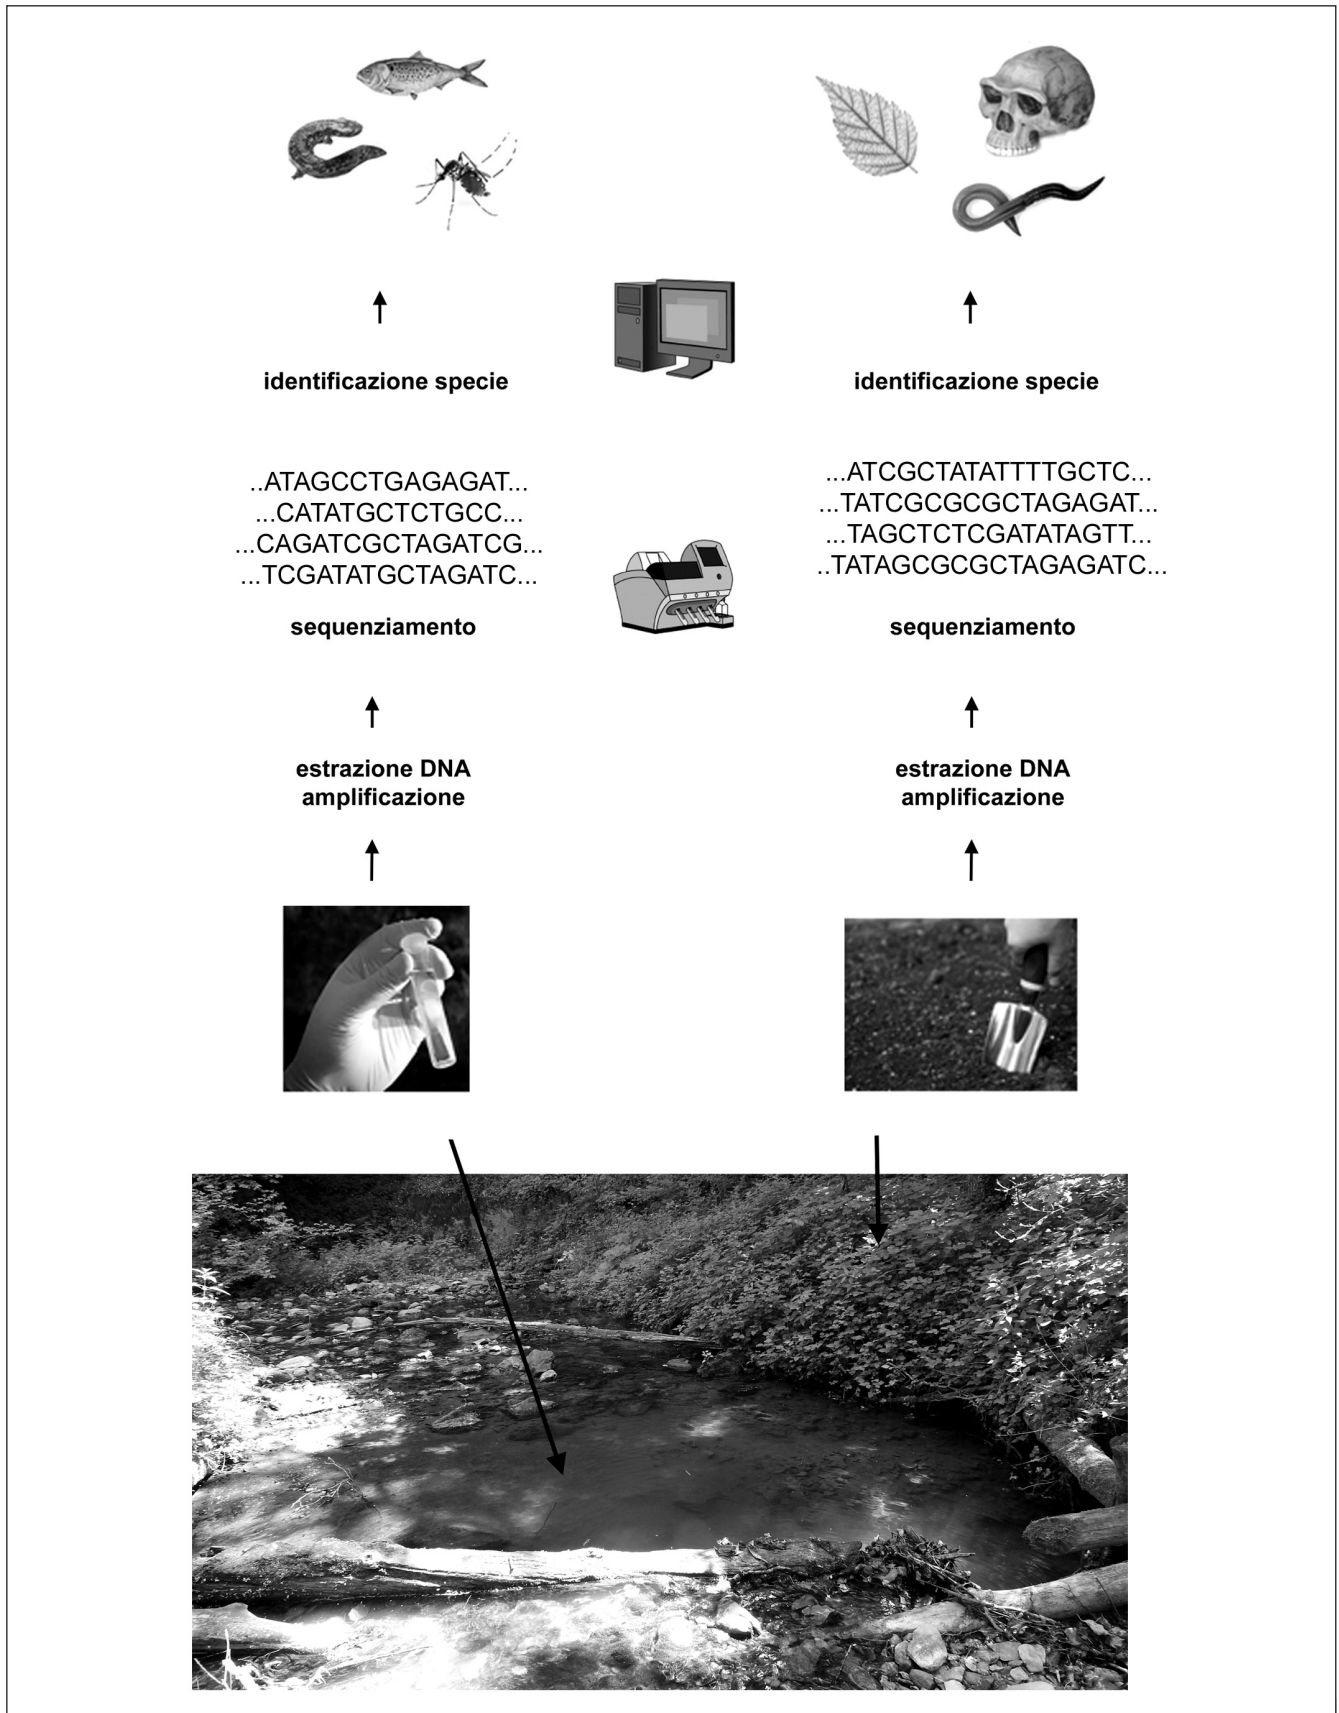 identificazione specie
identificazione specie
..ATAGCCTGAGAGAT...
...CATATGCTCTGCC...
...CAGATCGCTAGATCG...
...TCGATATGCTAGATC...
...ATCGCTATATTTTGCTC...
...TATCGCGCGCTAGAGAT...
...TAGCTCTCGATATAGTT...
..TATAGCGCGCTAGAGATC...
sequenziamento
sequenziamento
estrazione DNA
amplificazione
estrazione DNA
amplificazione